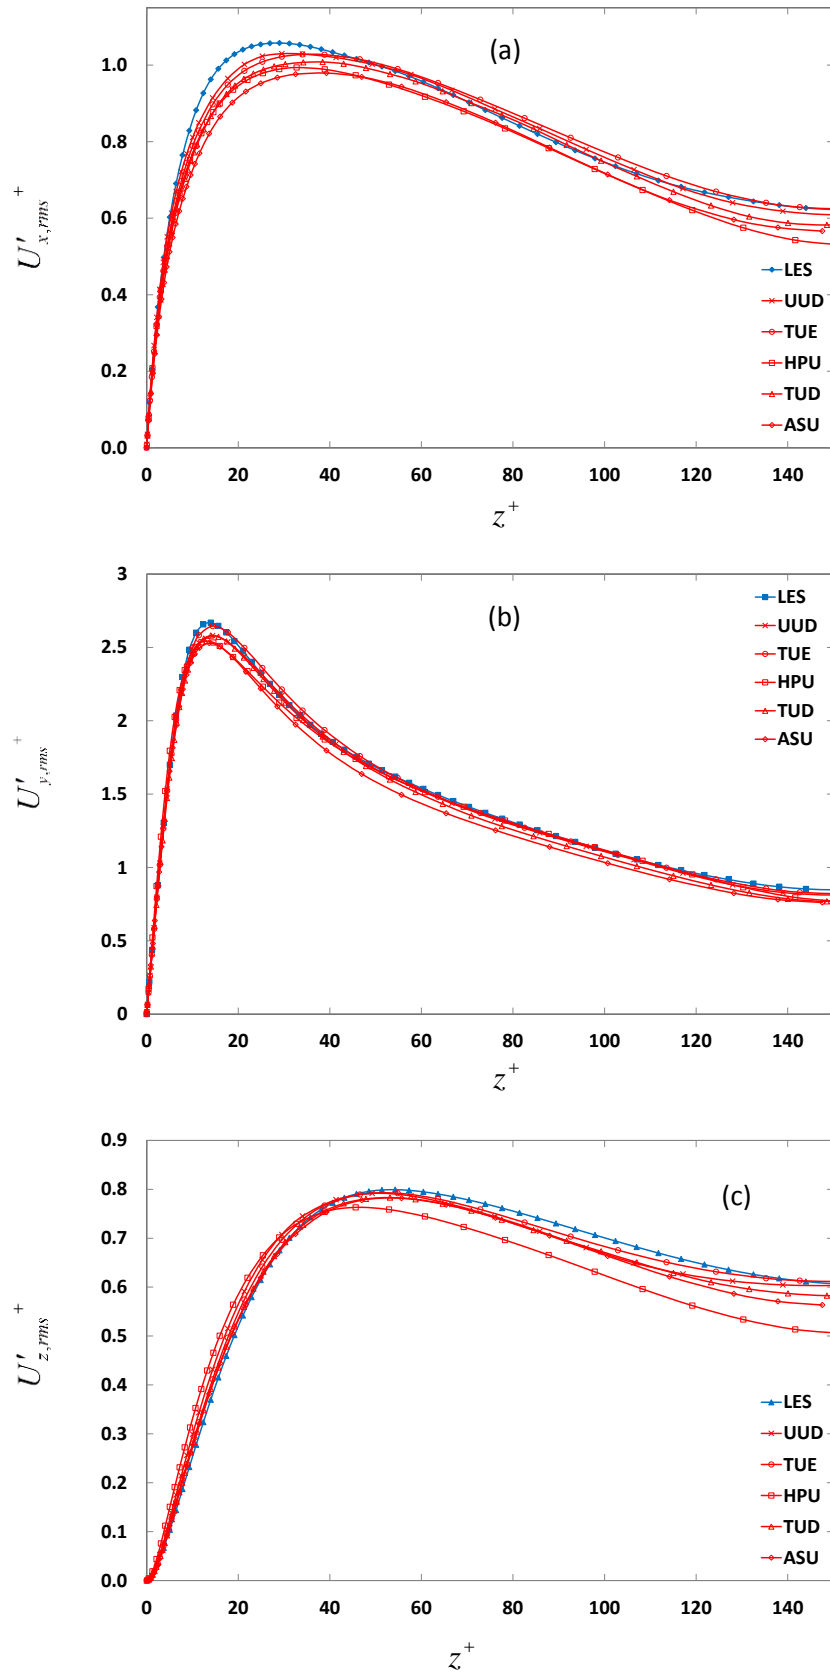 (a)
1.0
0.8
0.6
0.4
0.2
0.0
U′x,rms+
LES
UUD
TUE
HPU
TUD
ASU
0 20 40 60 80 100 120 140
z+
(b)
3
2.5
2
1.5
1
0.5
0
U′y,rms+
LES
UUD
TUE
HPU
TUD
ASU
0 20 40 60 80 100 120 140
z+
(c)
0.9
0.8
0.7
0.6
0.5
0.4
0.3
0.2
0.1
0.0
U′z,rms+
LES
UUD
TUE
HPU
TUD
ASU
0 20 40 60 80 100 120 140
z+